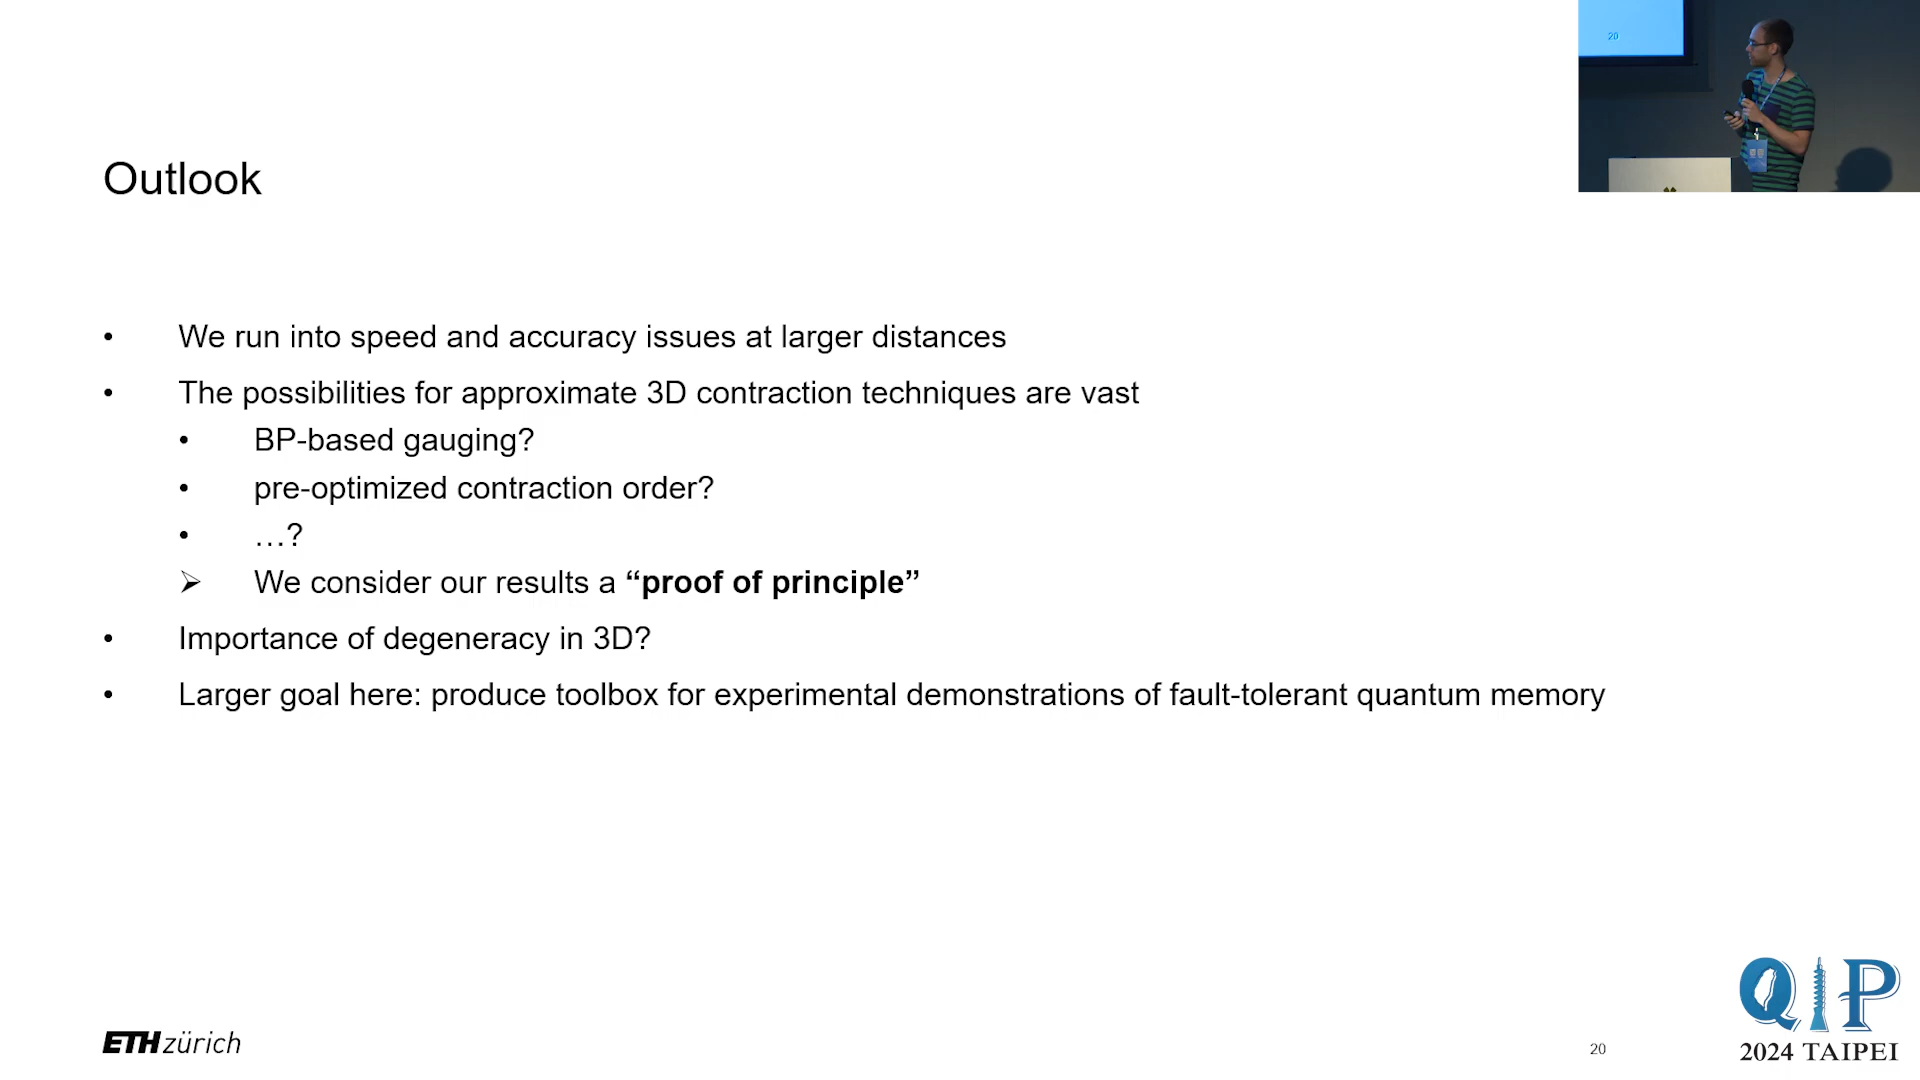 20
Outlook
• We run into speed and accuracy issues at larger distances
• The possibilities for approximate 3D contraction techniques are vast
• BP-based gauging?
• pre-optimized contraction order?
• …?
➢ We consider our results a “proof of principle”
• Importance of degeneracy in 3D?
• Larger goal here: produce toolbox for experimental demonstrations of fault-tolerant quantum memory
ETH zürich
20
QIP
2024 TAIPEI